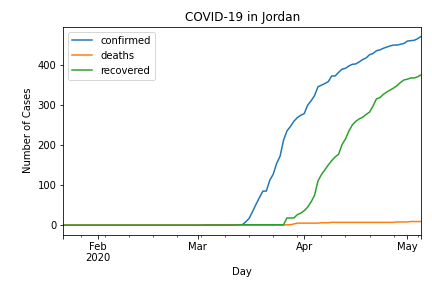 COVID-19 in Jordan
confirmed
deaths
recovered
Number of Cases
400
300
200
100
0
Feb Mar Apr May
2020
Day